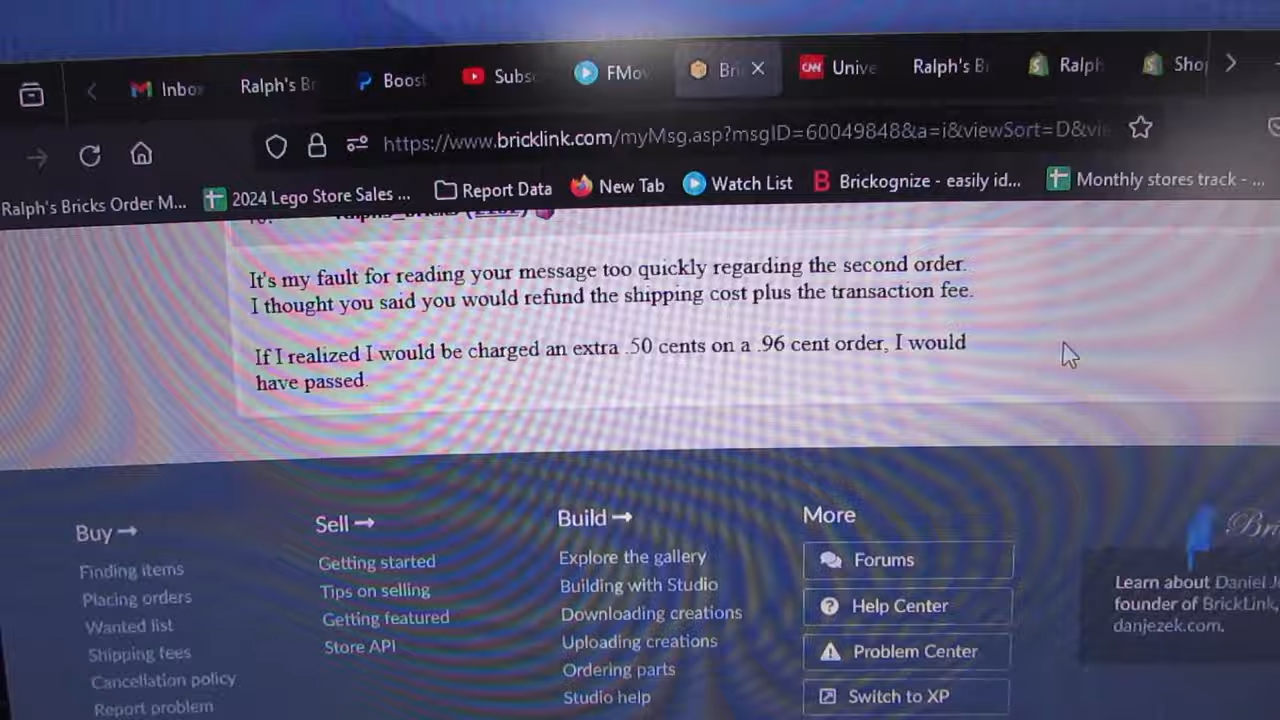 Inbo
Ralph's Br
Boost
Subs
FMov
Bri
CNN
Unive
Ralph's B
Ralph
Sho
https://www.bricklink.com/myMsg.asp?msgID=60049848&a=i&viewSort=D&vi
Ralph's Bricks Order M...
2024 Lego Store Sales ...
Report Data
New Tab
Watch List
B
Brickognize - easily id...
Monthly stores track - ...
It's my fault for reading your message too quickly regarding the second order.
I thought you said you would refund the shipping cost plus the transaction fee.
If I realized I would be charged an extra .50 cents on a .96 cent order, I would
have passed.
Buy →
Finding items
Placing orders
Wanted list
Shipping fees
Cancellation policy
Report problem
Sell →
Getting started
Tips on selling
Getting featured
Store API
Build →
Explore the gallery
Building with Studio
Downloading creations
Uploading creations
Ordering parts
Studio help
More
Forums
Help Center
Problem Center
Switch to XP
Learn about Daniel J
founder of BrickLink,
danjezek.com.